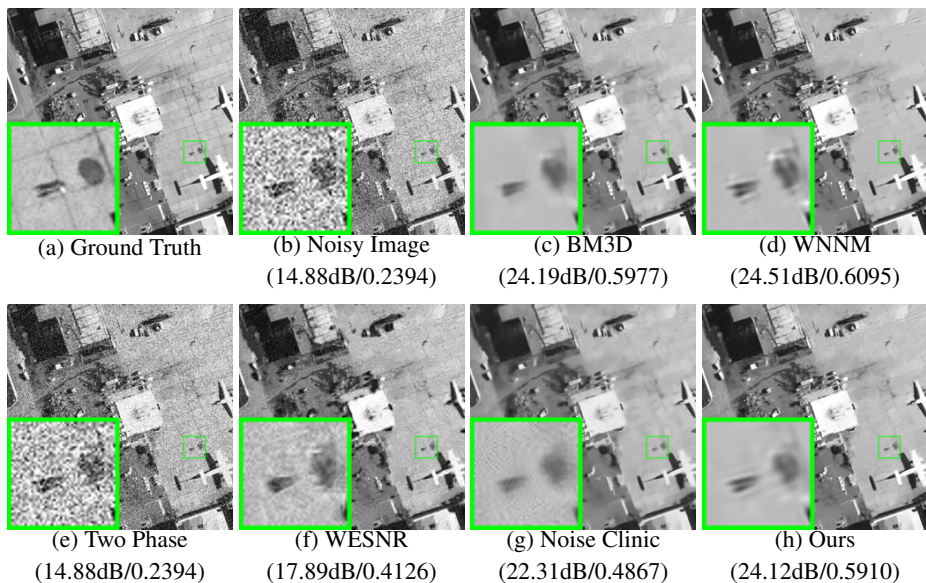 (a) Ground Truth
(b) Noisy Image
(14.88dB/0.2394)
(c) BM3D
(24.19dB/0.5977)
(d) WNNM
(24.51dB/0.6095)
(e) Two Phase
(14.88dB/0.2394)
(f) WESNR
(17.89dB/0.4126)
(g) Noise Clinic
(22.31dB/0.4867)
(h) Ours
(24.12dB/0.5910)